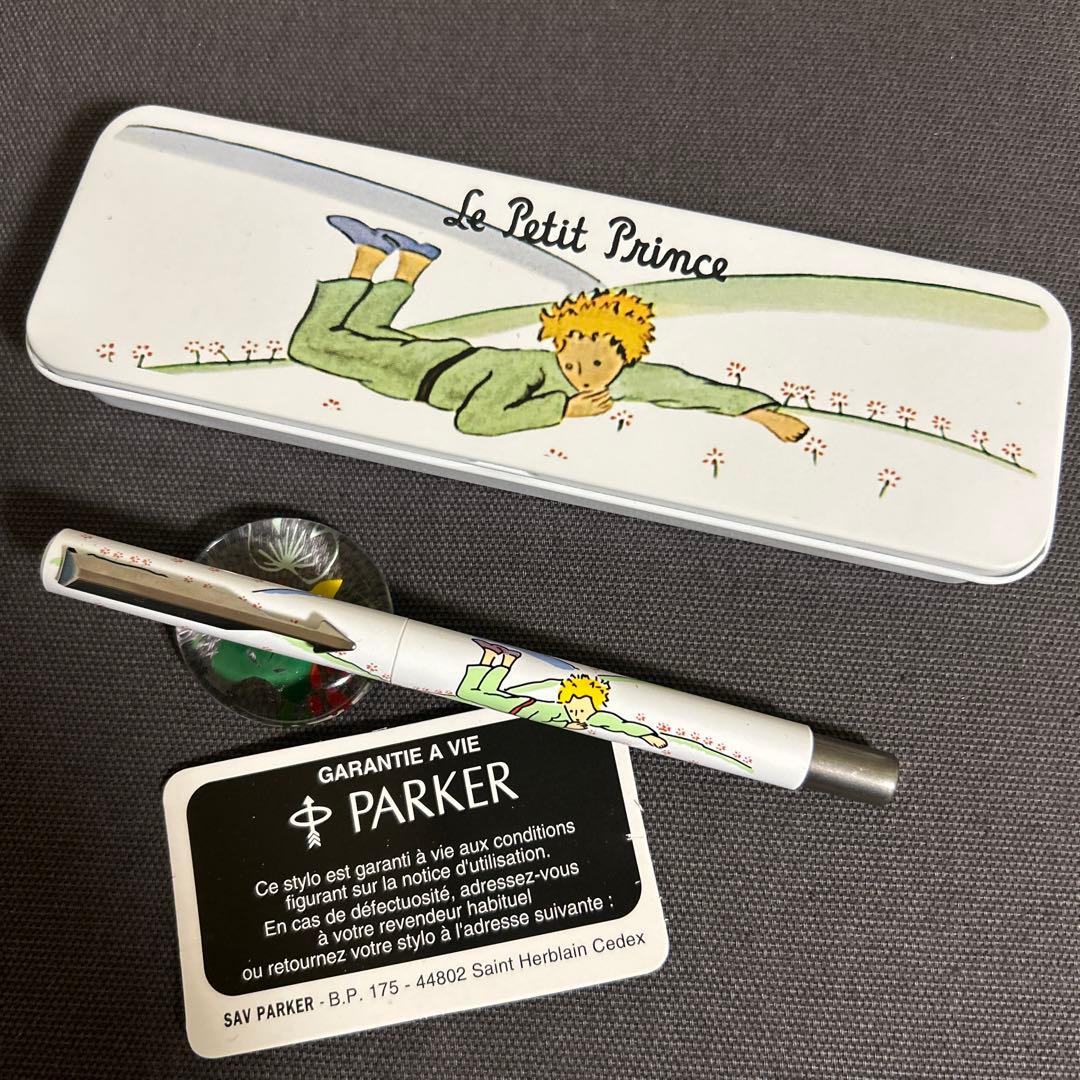 Le Petit Prince
GARANTIE A VIE
PARKER
Ce stylo est garanti à vie aux conditions
figurant sur la notice d'utilisation.
En cas de défectuosité, adressez-vous
à votre revendeur habituel
ou retournez votre stylo à l'adresse suivante :
SAV PARKER - B.P. 175 - 44802 Saint Herblain Cedex